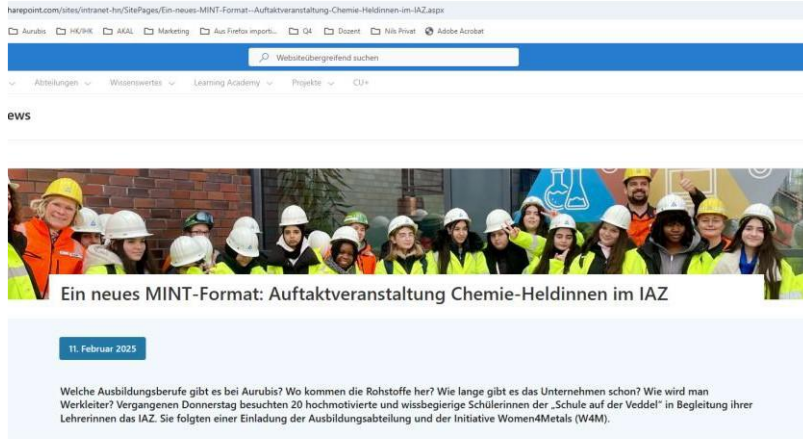 harepoint.com/sites/intranet-hn/SitePages/Ein-neues-MINT-Format--Auftaktveranstaltung-Chemie-Heldinnen-im-IAZ.aspx
Aurubis HK/IHK AKAL Marketing Aus Firefox importi... Q4 Dozent Nils Privat Adobe Acrobat
Websiteübergreifend suchen
Abteilungen Wissenswertes Learning Academy Projekte CU+
ews
Ein neues MINT-Format: Auftaktveranstaltung Chemie-Heldinnen im IAZ
11. Februar 2025
Welche Ausbildungsberufe gibt es bei Aurubis? Wo kommen die Rohstoffe her? Wie lange gibt es das Unternehmen schon? Wie wird man
Werkleiter? Vergangenen Donnerstag besuchten 20 hochmotivierte und wissbegierige Schülerinnen der „Schule auf der Veddel“ in Begleitung ihrer
Lehrerinnen das IAZ. Sie folgten einer Einladung der Ausbildungsabteilung und der Initiative Women4Metals (W4M).